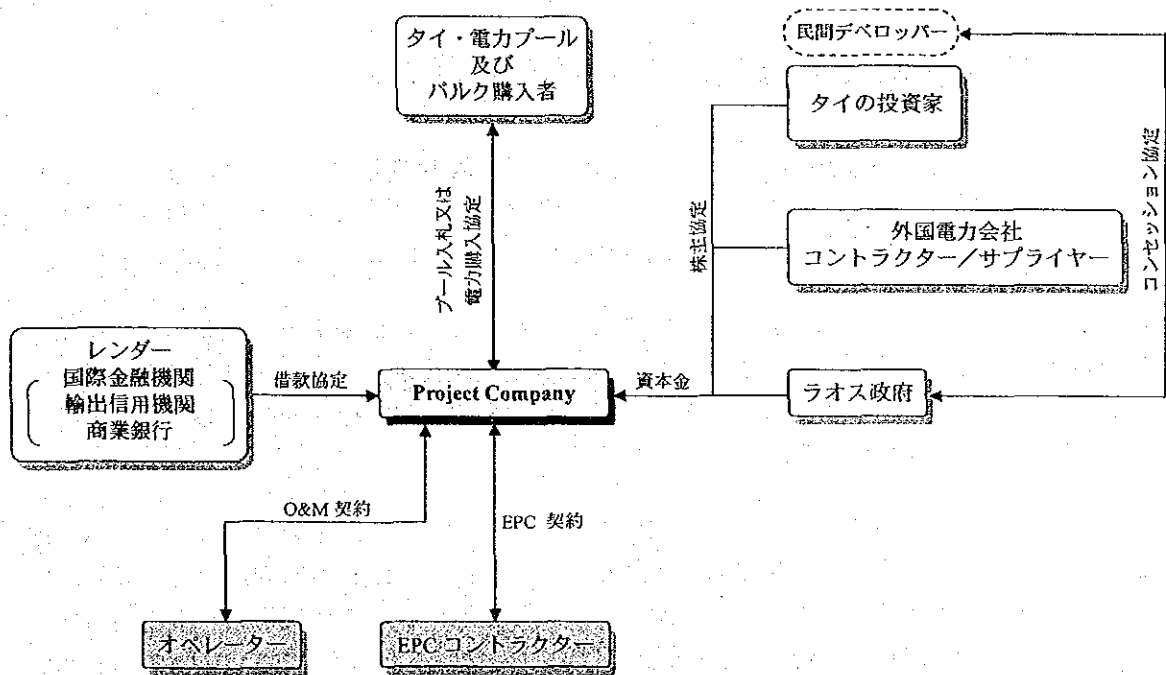 タイ・電力プール
及び
バルク購入者
民間デベロッパー
タイの投資家
外国電力会社
コントラクター／サプライヤー
ラオス政府
コンセッション協定
株主協定
プール入札又は
電力購入協定
レンダー
国際金融機関
輸出信用機関
商業銀行
借款協定
Project Company
資本金
O&M 契約
EPC 契約
オペレーター
EPC コントラクター